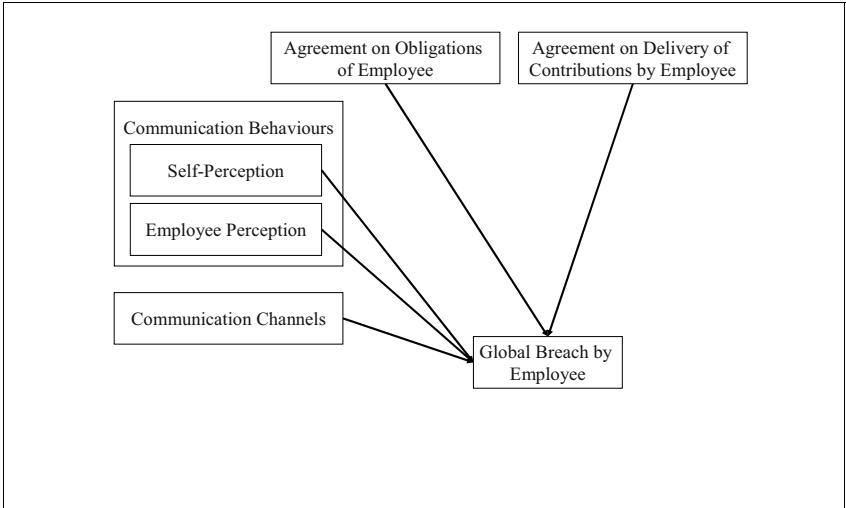 Agreement on Obligations
of Employee
Agreement on Delivery of
Contributions by Employee
Communication Behaviours
Self-Perception
Employee Perception
Communication Channels
Global Breach by
Employee